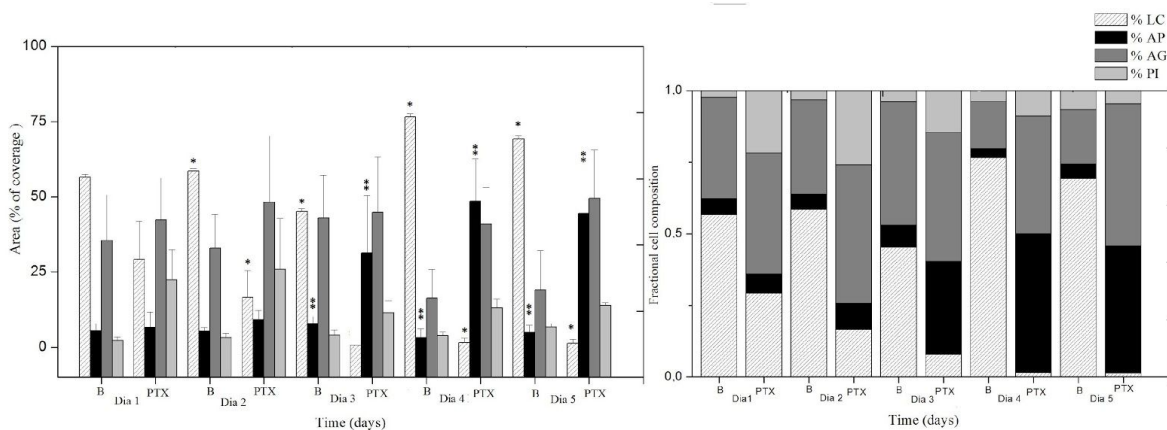 % LC
% AP
% AG
% PI
100
75
50
25
0
Area (% of coverage)
* * * * * * *
** ** ** ** ** **
B PTX B PTX B PTX B PTX B PTX
Dia 1 Dia 2 Dia 3 Dia 4 Dia 5
Time (days)
1.0
0.5
0.0
Fractional cell composition
B PTX B PTX B PTX B PTX B PTX
Dia1 Dia 2 Dia 3 Dia 4 Dia 5
Time (days)